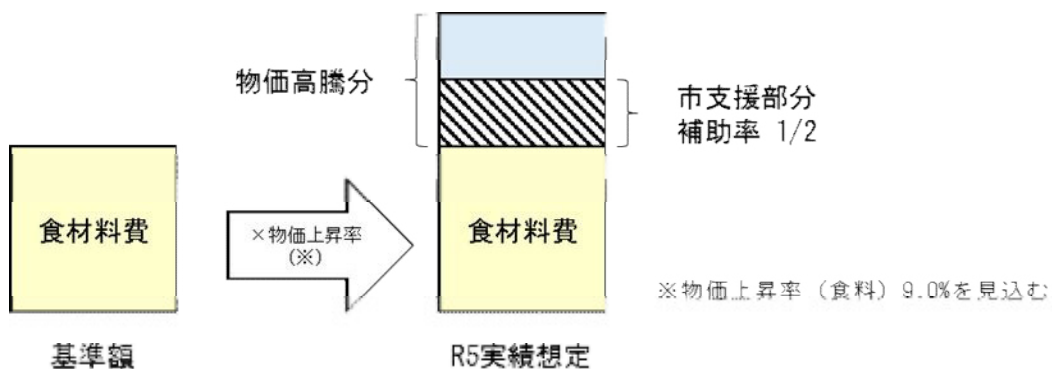 物価高騰分
市支援部分
補助率 1/2
食材料費
×物価上昇率
(※)
食材料費
※物価上昇率（食料）9.0%を見込む
基準額
R5実績想定